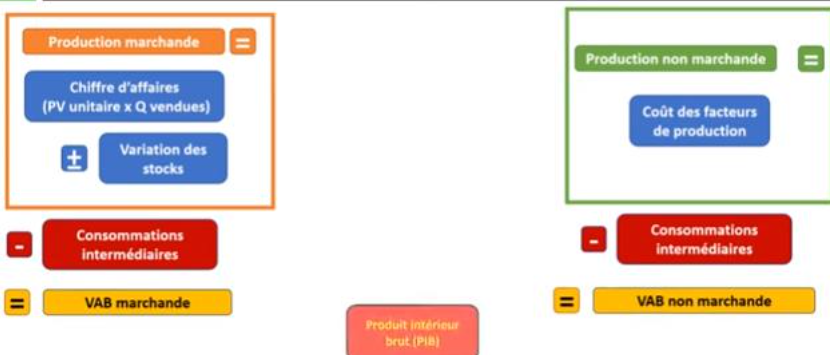 Production marchande =
Chiffre d'affaires
(PV unitaire x Q vendues)
± Variation des
stocks
- Consommations
intermédiaires
= VAB marchande
Production non marchande =
Coût des facteurs
de production
- Consommations
intermédiaires
= VAB non marchande
Produit intérieur
brut (PIB)